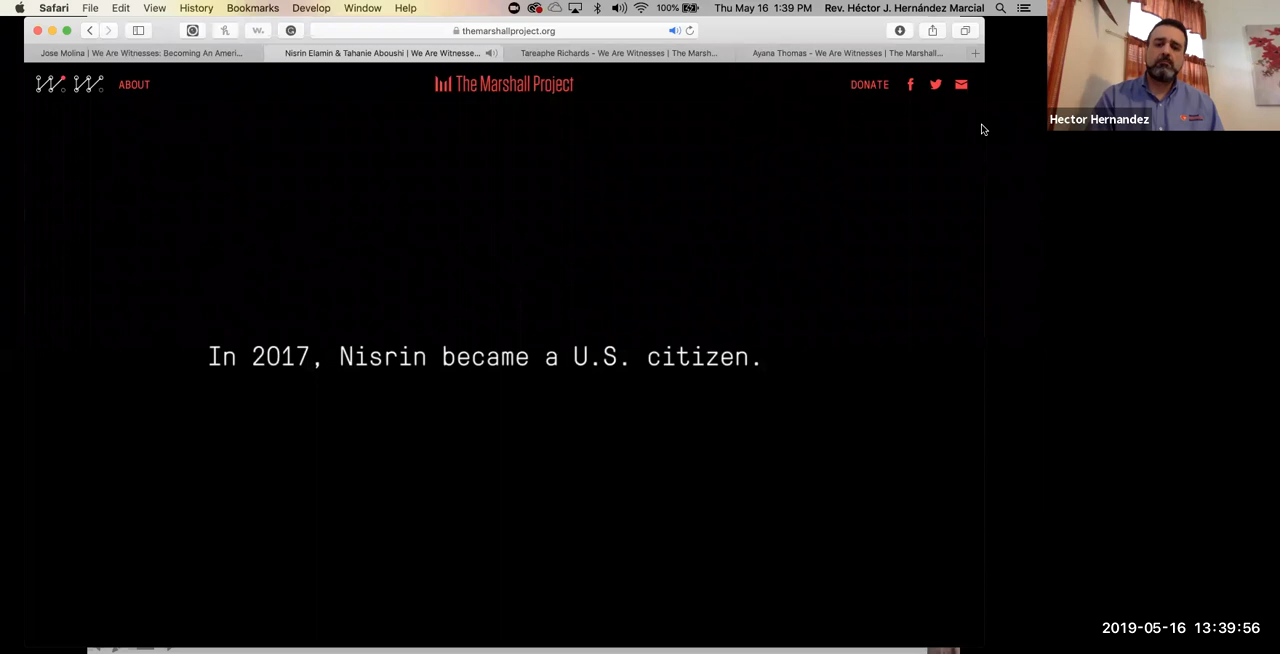 Safari File Edit View History Bookmarks Develop Window Help 100% Thu May 16 1:39 PM Rev. Héctor J. Hernández Marcial
themarshallproject.org
Jose Molina | We Are Witnesses: Becoming An Ameri... Nisrin Elamin & Tahanie Aboushi | We Are Witnesse... Tareaphe Richards - We Are Witnesses | The Marsh... Ayana Thomas - We Are Witnesses | The Marshall...
ABOUT The Marshall Project DONATE
Hector Hernandez
In 2017, Nisrin became a U.S. citizen.
2019-05-16 13:39:56